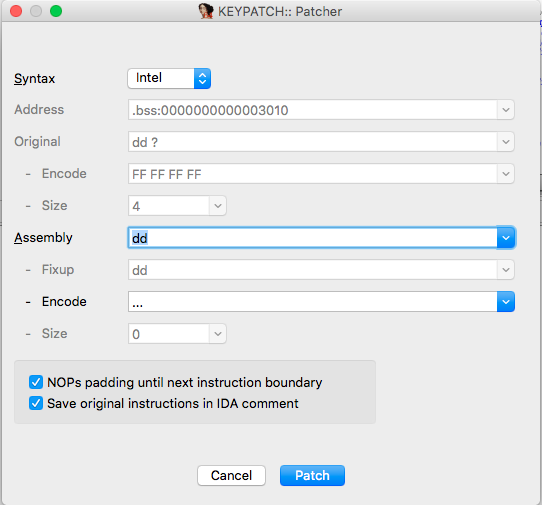 KEYPATCH:: Patcher
Syntax Intel
Address .bss:0000000000003010
Original dd ?
- Encode FF FF FF FF
- Size 4
Assembly dd
- Fixup dd
- Encode ...
- Size 0
NOPs padding until next instruction boundary
Save original instructions in IDA comment
Cancel Patch